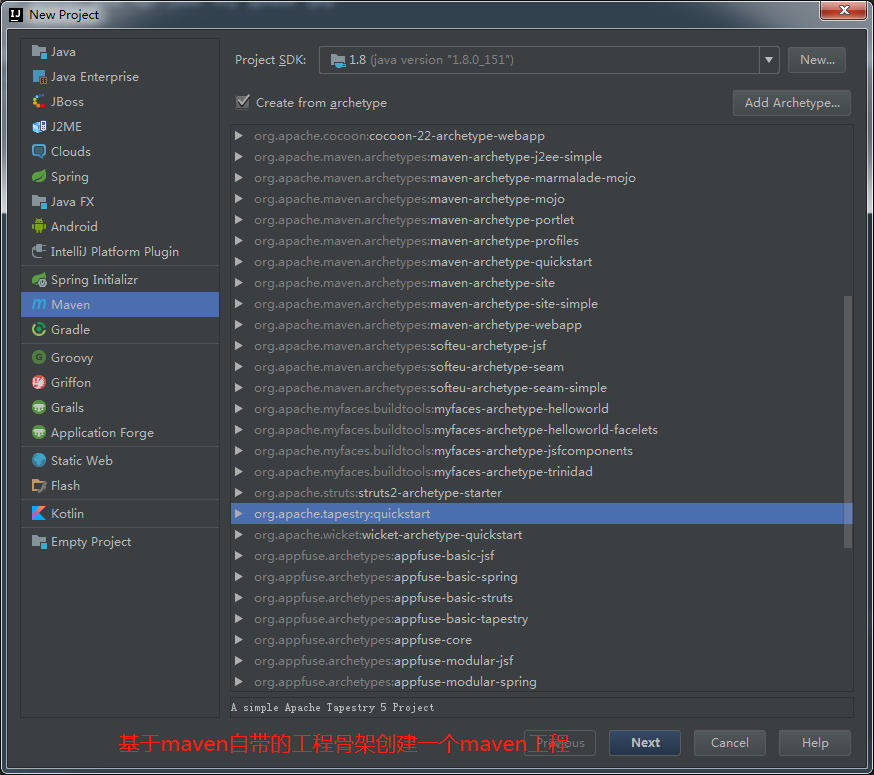 New Project
Java
Java Enterprise
JBoss
J2ME
Clouds
Spring
Java FX
Android
IntelliJ Platform Plugin
Spring Initializr
Maven
Gradle
Groovy
Griffon
Grails
Application Forge
Static Web
Flash
Kotlin
Empty Project
Project SDK: 1.8 (java version "1.8.0_151") New...
Create from archetype Add Archetype...
org.apache.cocoon:cocoon-22-archetype-webapp
org.apache.maven.archetypes:maven-archetype-j2ee-simple
org.apache.maven.archetypes:maven-archetype-marmalade-mojo
org.apache.maven.archetypes:maven-archetype-mojo
org.apache.maven.archetypes:maven-archetype-portlet
org.apache.maven.archetypes:maven-archetype-profiles
org.apache.maven.archetypes:maven-archetype-quickstart
org.apache.maven.archetypes:maven-archetype-site
org.apache.maven.archetypes:maven-archetype-site-simple
org.apache.maven.archetypes:maven-archetype-webapp
org.apache.maven.archetypes:softeu-archetype-jsf
org.apache.maven.archetypes:softeu-archetype-seam
org.apache.maven.archetypes:softeu-archetype-seam-simple
org.apache.myfaces.buildtools:myfaces-archetype-helloworld
org.apache.myfaces.buildtools:myfaces-archetype-helloworld-facelets
org.apache.myfaces.buildtools:myfaces-archetype-jsfcomponents
org.apache.myfaces.buildtools:myfaces-archetype-trinidad
org.apache.struts:struts2-archetype-starter
org.apache.tapestry:quickstart
org.apache.wicket:wicket-archetype-quickstart
org.appfuse.archetypes:appfuse-basic-jsf
org.appfuse.archetypes:appfuse-basic-spring
org.appfuse.archetypes:appfuse-basic-struts
org.appfuse.archetypes:appfuse-basic-tapestry
org.appfuse.archetypes:appfuse-core
org.appfuse.archetypes:appfuse-modular-jsf
org.appfuse.archetypes:appfuse-modular-spring
A simple Apache Tapestry 5 Project
基于maven自带的工程骨架创建一个maven工程
Previous Next Cancel Help